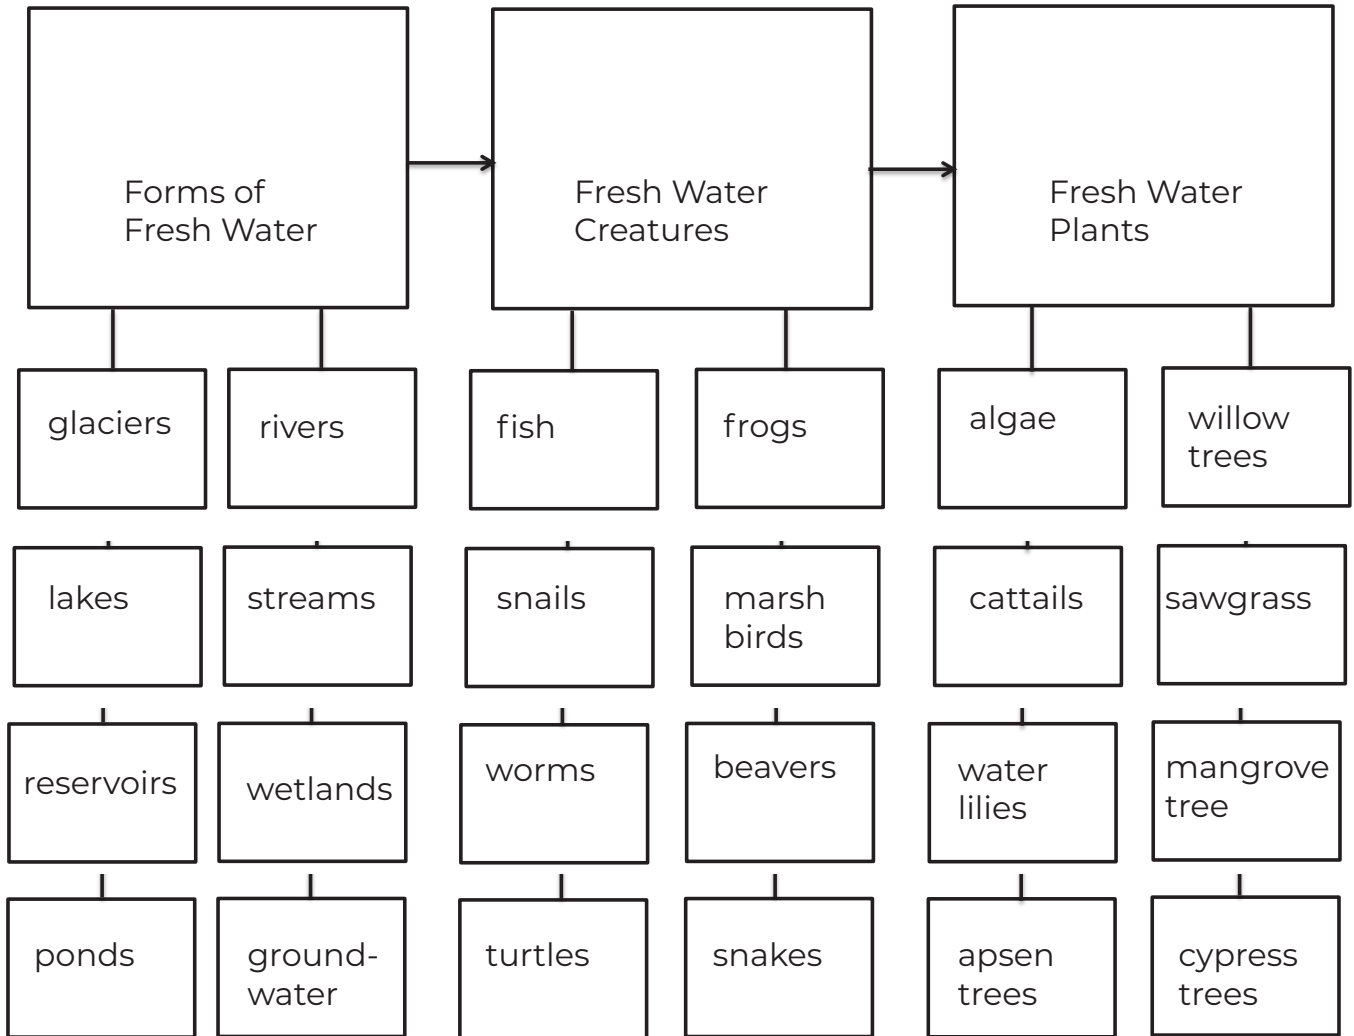 Forms of
Fresh Water
Fresh Water
Creatures
Fresh Water
Plants
glaciers
rivers
fish
frogs
algae
willow
trees
lakes
streams
snails
marsh
birds
cattails
sawgrass
reservoirs
wetlands
worms
beavers
water
lilies
mangrove
tree
ponds
ground-
water
turtles
snakes
apsen
trees
cypress
trees